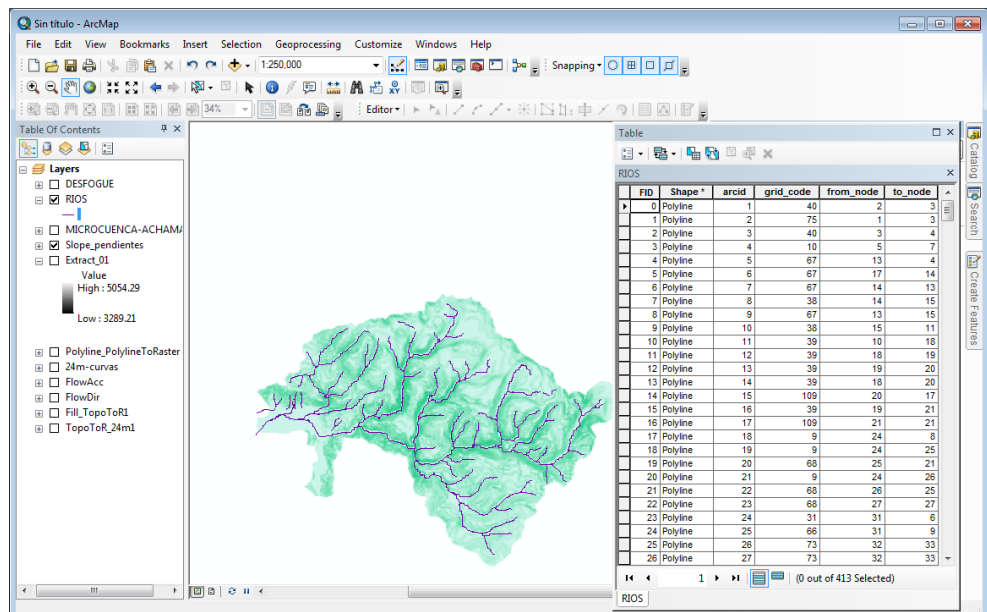 Sin título - ArcMap
File Edit View Bookmarks Insert Selection Geoprocessing Customize Windows Help
1:250,000
Snapping
34%
Editor
Table Of Contents
Layers
DESFOGUE
RIOS
MICROCUENCA-ACHAMA
Slope_pendientes
Extract_01
Value
High : 5054.29
Low : 3289.21
Polyline_PolylineToRaster
24m-curvas
FlowAcc
FlowDir
Fill_TopoToR1
TopoToR_24m1
Table
RIOS
FID Shape * arcid grid_code from_node to_node
0 Polyline 1 40 2 3
1 Polyline 2 75 1 3
2 Polyline 3 40 3 4
3 Polyline 4 10 5 7
4 Polyline 5 67 13 4
5 Polyline 6 67 17 14
6 Polyline 7 67 14 13
7 Polyline 8 38 14 15
8 Polyline 9 67 13 15
9 Polyline 10 38 15 11
10 Polyline 11 39 10 18
11 Polyline 12 39 18 19
12 Polyline 13 39 19 20
13 Polyline 14 39 18 20
14 Polyline 15 109 20 17
15 Polyline 16 39 19 21
16 Polyline 17 109 21 21
17 Polyline 18 9 24 8
18 Polyline 19 9 24 25
19 Polyline 20 68 25 21
20 Polyline 21 9 24 26
21 Polyline 22 68 26 25
22 Polyline 23 68 27 27
23 Polyline 24 31 31 6
24 Polyline 25 66 31 9
25 Polyline 26 73 32 33
26 Polyline 27 73 32 33
1 (0 out of 413 Selected)
RIOS
Catalog
Search
Create Features